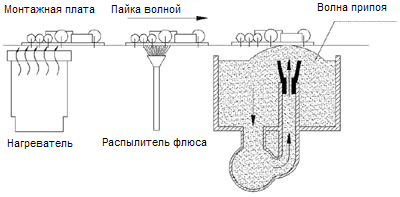 Монтажная плата
Пайка волной
Волна припоя
Нагреватель
Распылитель флюса